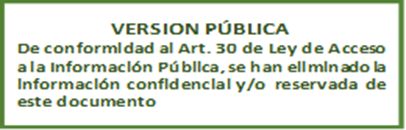 VERSION PÚBLICA
De conformidad al Art. 30 de Ley de Acceso
a la Información Pública, se han eliminado la
información confidencial y/o reservada de
este documento